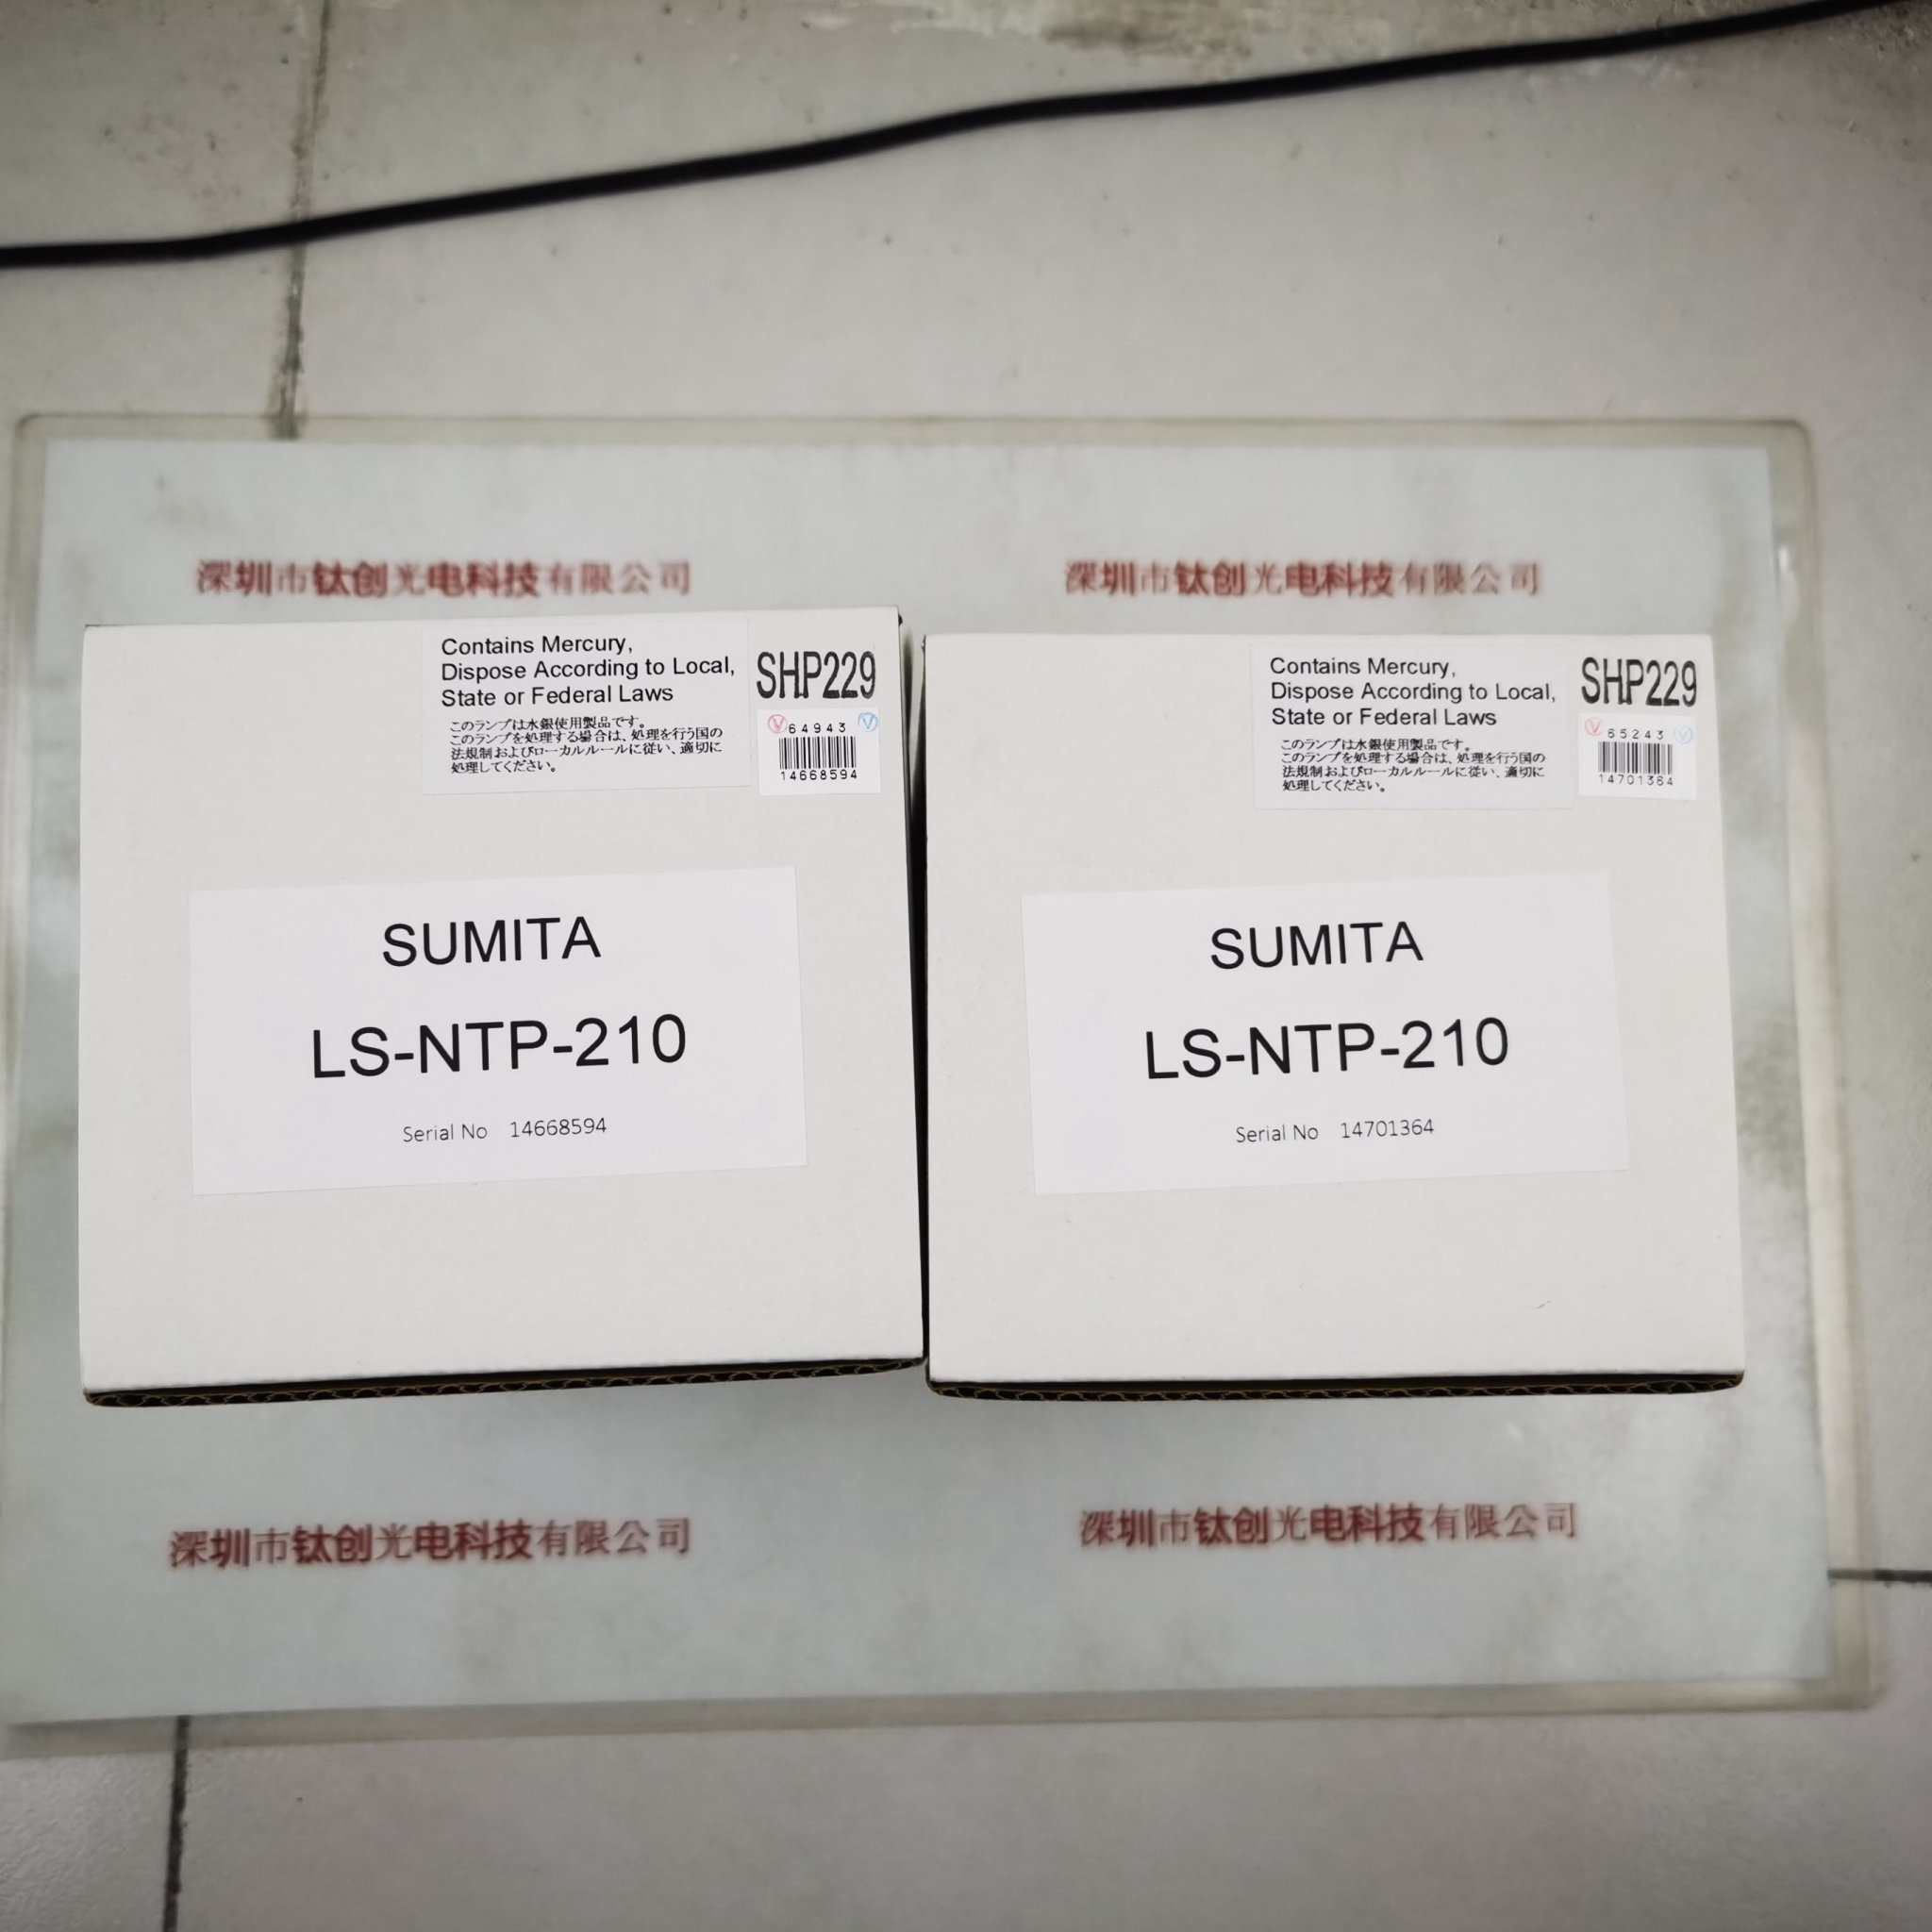 深圳市钛创光电科技有限公司
深圳市钛创光电科技有限公司
Contains Mercury,
Dispose According to Local,
State or Federal Laws
このランプは水銀使用製品です。
このランプを処理する場合は、処理を行う国の
法規制およびローカルルールに従い、適切に
処理してください。
SHP229
V 64943 V
14668594
SUMITA
LS-NTP-210
Serial No 14668594
Contains Mercury,
Dispose According to Local,
State or Federal Laws
このランプは水銀使用製品です。
このランプを処理する場合は、処理を行う国の
法規制およびローカルルールに従い、適切に
処理してください。
SHP229
V 65243 V
14701364
SUMITA
LS-NTP-210
Serial No 14701364
深圳市钛创光电科技有限公司
深圳市钛创光电科技有限公司